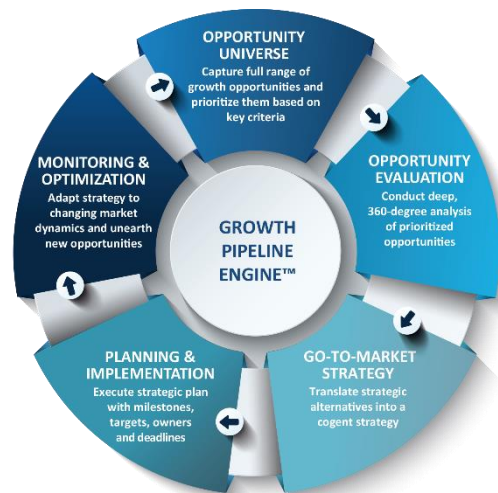 OPPORTUNITY
UNIVERSE
Capture full range of
growth opportunities and
prioritize them based on
key criteria
OPPORTUNITY
EVALUATION
Conduct deep,
360-degree analysis
of prioritized
opportunities
GO-TO-MARKET
STRATEGY
Translate strategic
alternatives into a
cogent strategy
PLANNING &
IMPLEMENTATION
Execute strategic plan
with milestones,
targets, owners
and deadlines
MONITORING &
OPTIMIZATION
Adapt strategy to
changing market
dynamics and unearth
new opportunities
GROWTH
PIPELINE
ENGINE™